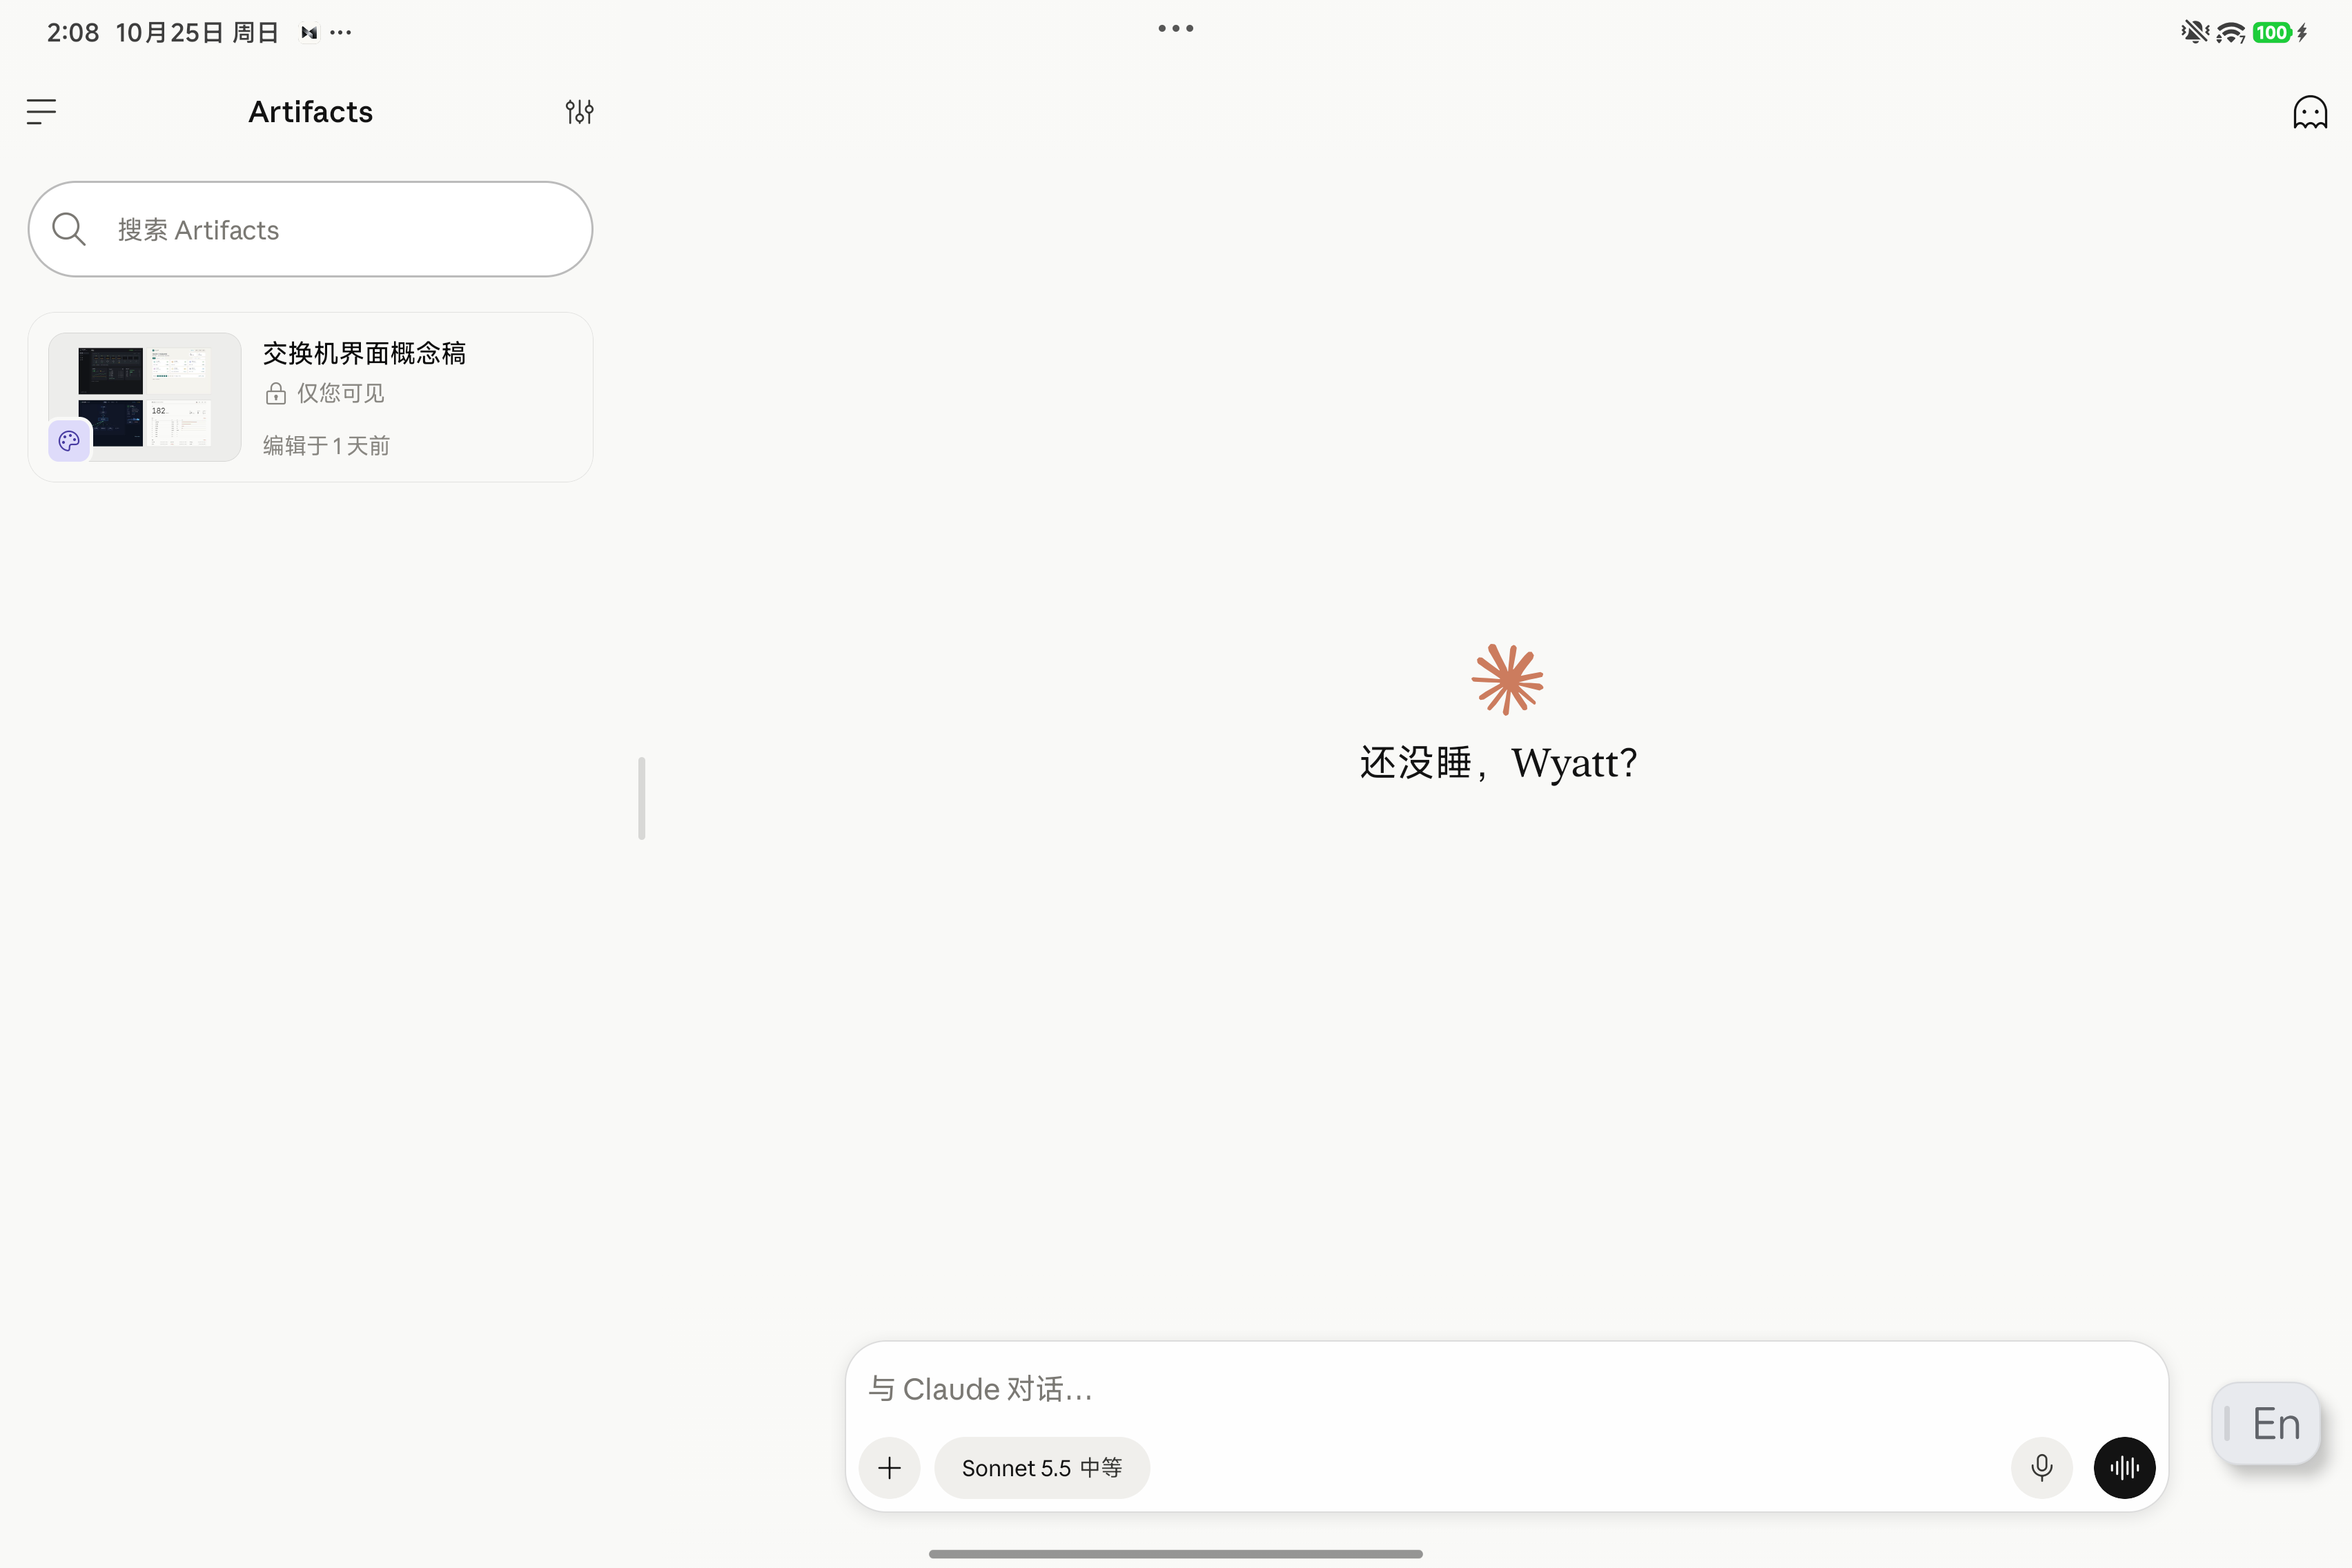 2:08 10月25日 周日
100
Artifacts
搜索 Artifacts
交换机界面概念稿
仅您可见
编辑于 1 天前
182
还没睡，Wyatt？
与 Claude 对话…
Sonnet 5.5 中等
En